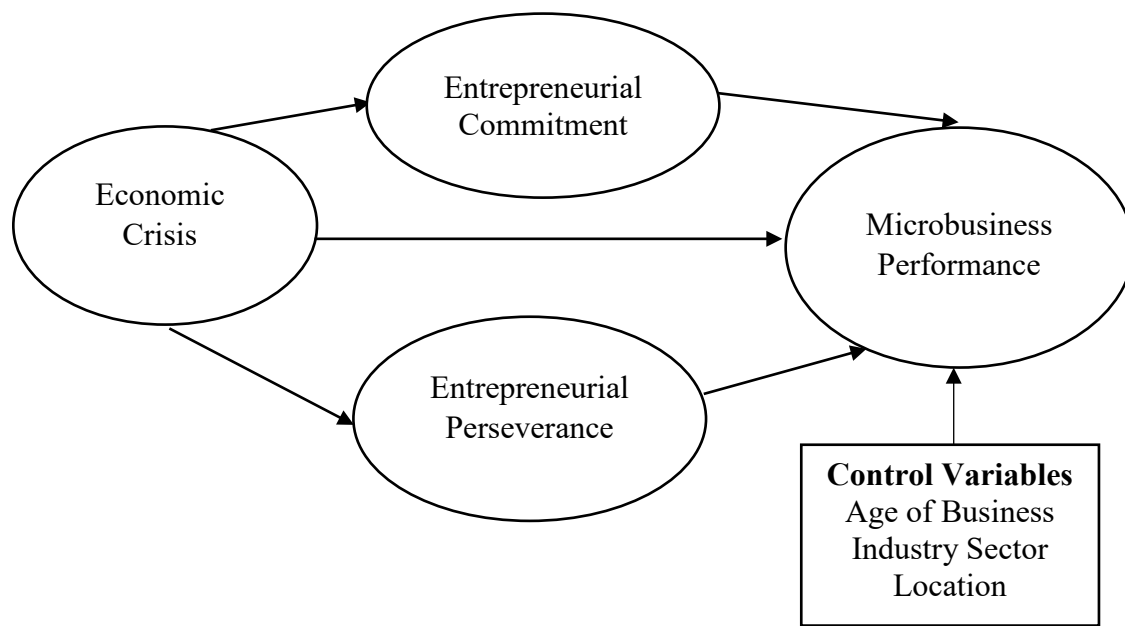 Entrepreneurial
Commitment
Economic
Crisis
Microbusiness
Performance
Entrepreneurial
Perseverance
Control Variables
Age of Business
Industry Sector
Location